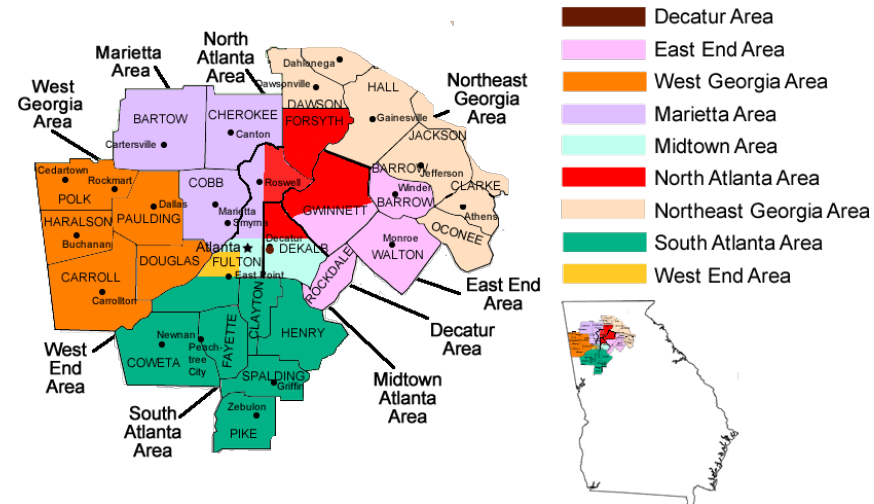 Marietta
Area
North
Atlanta
Area
West
Georgia
Area
Northeast
Georgia
Area
Dahlonega
Dawsonville
DAWSON
HALL
Gainesville
FORSYTH
BARTOW
Cartersville
CHEROKEE
Canton
JACKSON
Jefferson
BARROW
Winder
BARROW
CLARKE
Athens
OCONEE
Cedartown
Rockmart
POLK
HARALSON
Buchanan
PAULDING
Dallas
COBB
Marietta
Smyrna
Roswell
GWINNETT
Monroe
WALTON
CARROLL
Carrollton
DOUGLAS
Atlanta
FULTON
East Point
Decatur
DEKALB
ROCKDALE
CLAYTON
FAYETTE
HENRY
Newnan
COWETA
Peach-
tree
City
SPALDING
Griffin
Zebulon
PIKE
East End
Area
Decatur
Area
Midtown
Atlanta
Area
West
End
Area
South
Atlanta
Area
Decatur Area
East End Area
West Georgia Area
Marietta Area
Midtown Area
North Atlanta Area
Northeast Georgia Area
South Atlanta Area
West End Area